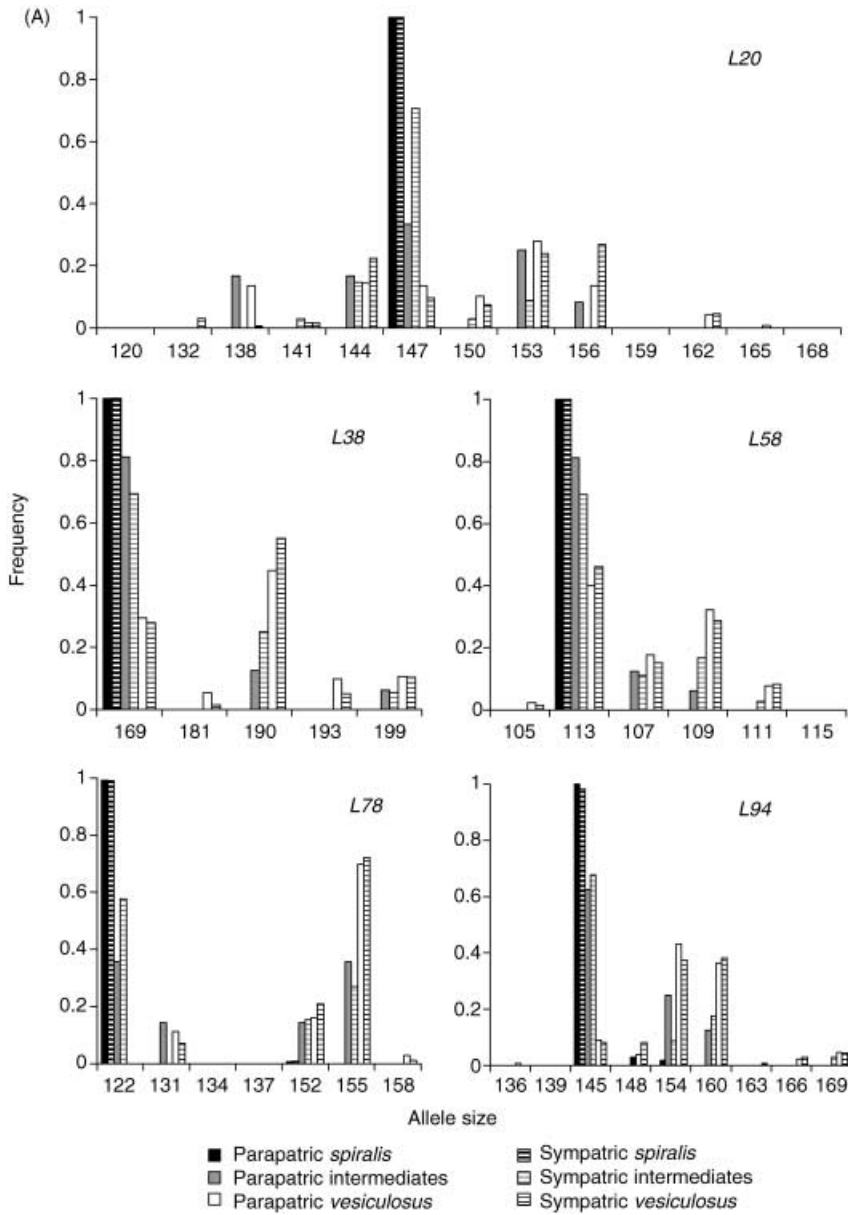 (A)
L20
1
0.8
0.6
0.4
0.2
0
120 132 138 141 144 147 150 153 156 159 162 165 168
Frequency
L38
1
0.8
0.6
0.4
0.2
0
169 181 190 193 199
L58
1
0.8
0.6
0.4
0.2
0
105 113 107 109 111 115
L78
1
0.8
0.6
0.4
0.2
0
122 131 134 137 152 155 158
L94
1
0.8
0.6
0.4
0.2
0
136 139 145 148 154 160 163 166 169
Allele size
Parapatric spiralis
Parapatric intermediates
Parapatric vesiculosus
Sympatric spiralis
Sympatric intermediates
Sympatric vesiculosus